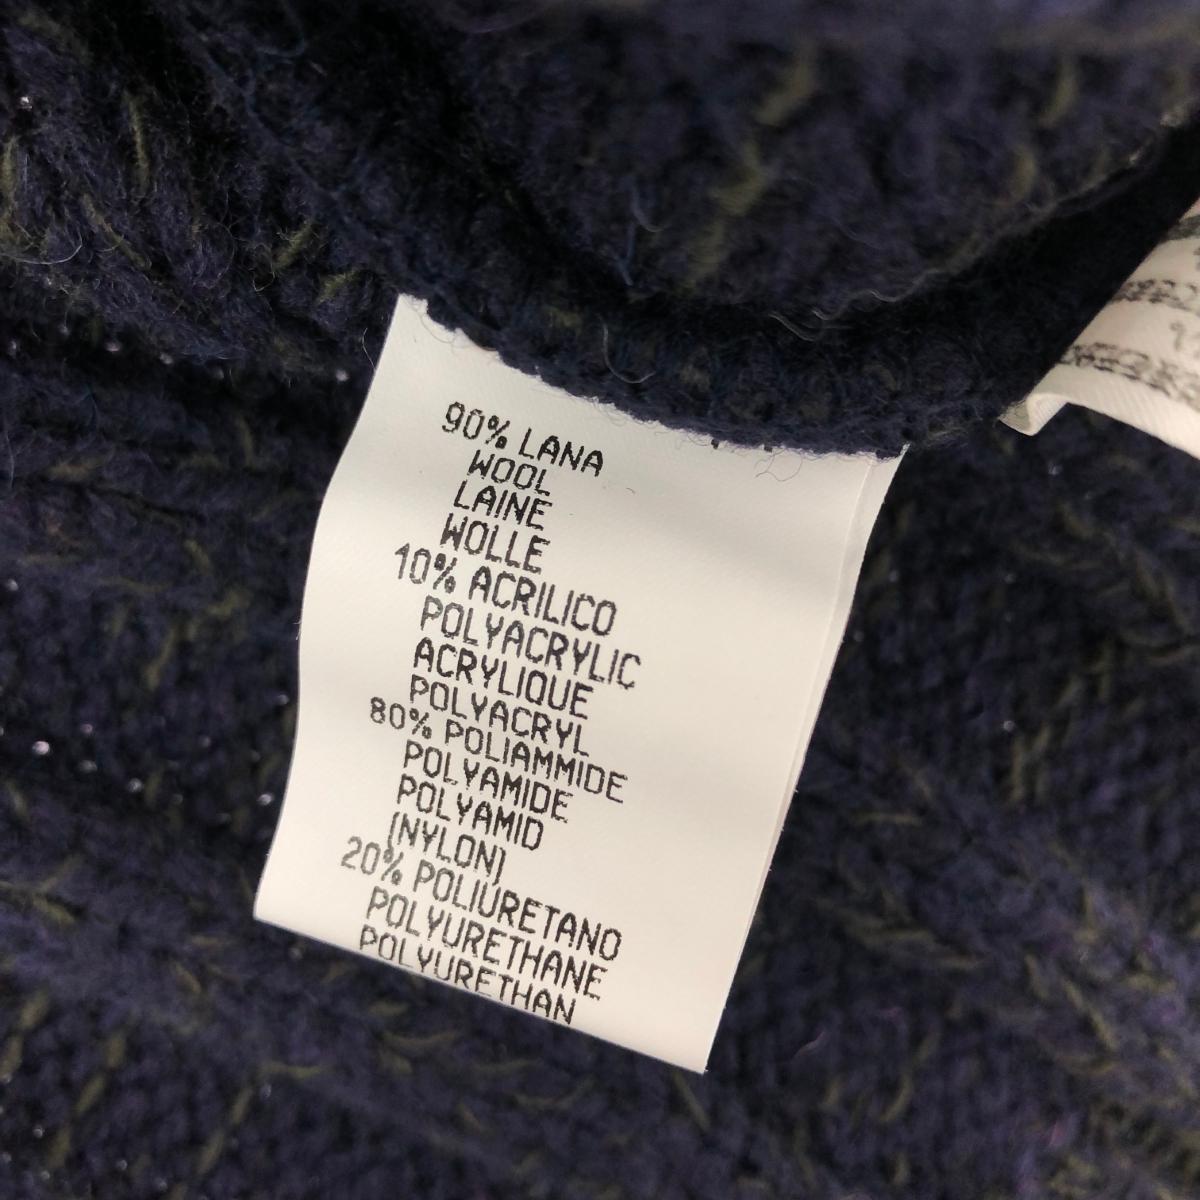 90% LANA
WOOL
LAINE
WOLLE
10% ACRILICO
POLYACRYLIC
ACRYLIQUE
POLYACRYL
80% POLIAMMIDE
POLYAMIDE
POLYAMID
(NYLON)
20% POLIURETANO
POLYURETHANE
POLYURETHAN